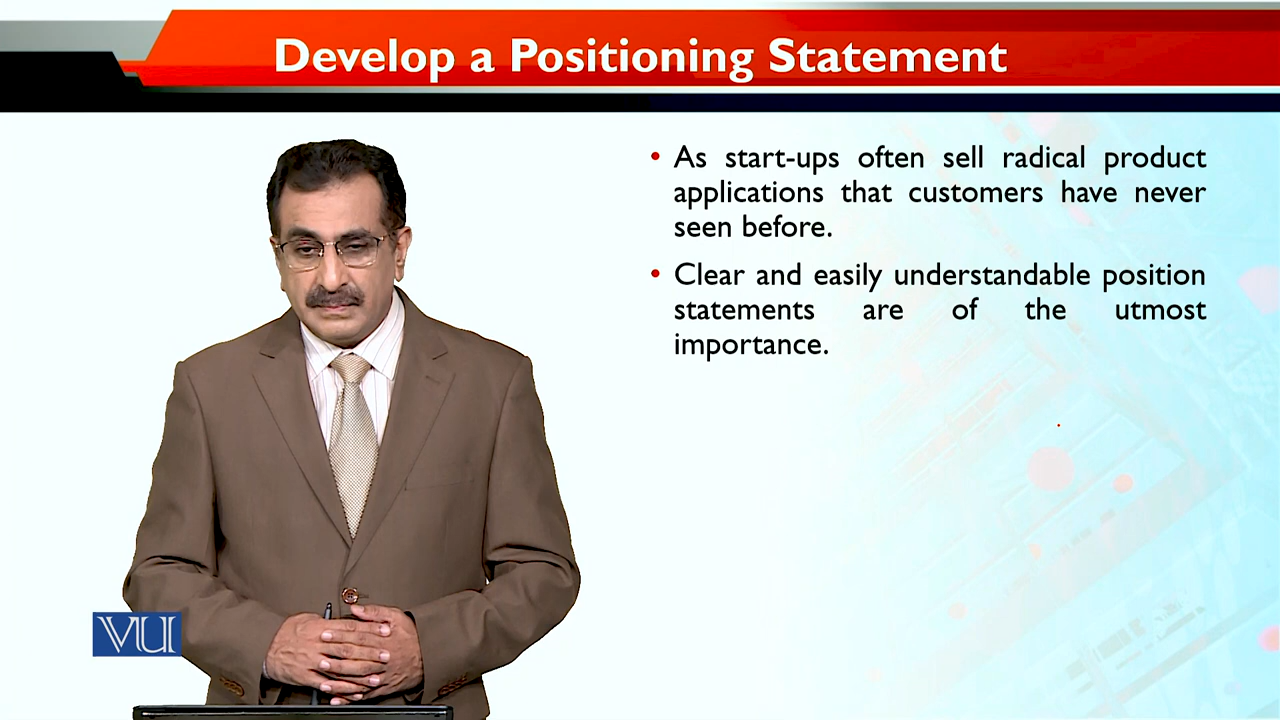 Develop a Positioning Statement
• As start-ups often sell radical product
applications that customers have never
seen before.
• Clear and easily understandable position
statements are of the utmost
importance.
VU